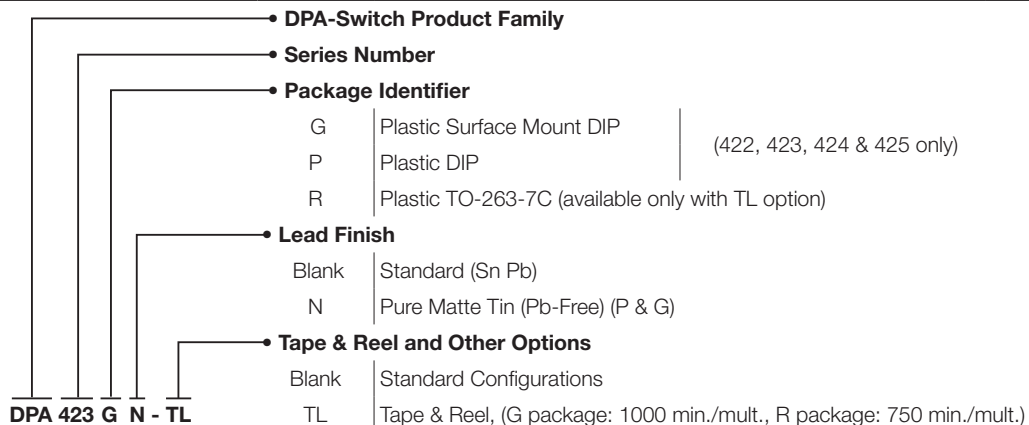 DPA-Switch Product Family
Series Number
Package Identifier
G Plastic Surface Mount DIP
(422, 423, 424 & 425 only)
P Plastic DIP
R Plastic TO-263-7C (available only with TL option)
Lead Finish
Blank Standard (Sn Pb)
N Pure Matte Tin (Pb-Free) (P & G)
Tape & Reel and Other Options
Blank Standard Configurations
DPA 423 G N - TL
TL Tape & Reel, (G package: 1000 min./mult., R package: 750 min./mult.)